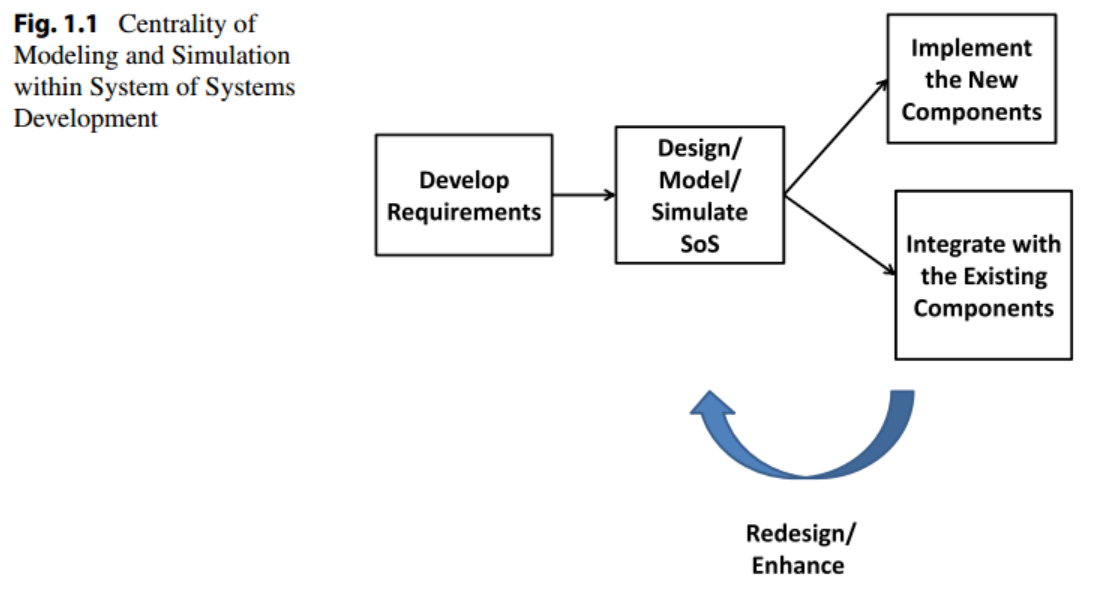 Fig. 1.1 Centrality of
Modeling and Simulation
within System of Systems
Development
Develop
Requirements
Design/
Model/
Simulate
SoS
Implement
the New
Components
Integrate with
the Existing
Components
Redesign/
Enhance